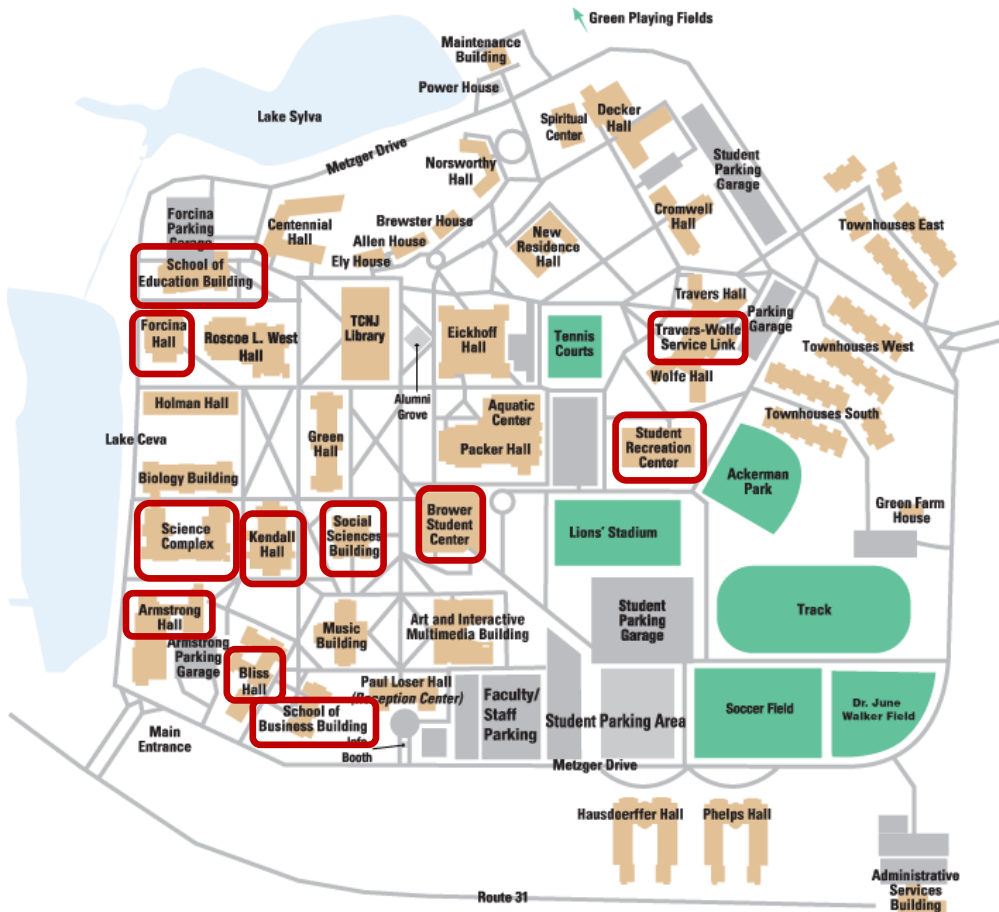 Green Playing Fields
Maintenance
Building
Power House
Lake Sylva
Spiritual
Center
Decker
Hall
Metzger Drive
Norsworthy
Hall
Student
Parking
Garage
Forcina
Parking
Garage
Centennial
Hall
Brewster House
Allen House
Ely House
New
Residence
Hall
Cromwell
Hall
Townhouses East
School of
Education Building
Travers Hall
Parking
Garage
Forcina
Hall
Roscoe L. West
Hall
TCNJ
Library
Eickhoff
Hall
Tennis
Courts
Travers-Wolfe
Service Link
Townhouses West
Wolfe Hall
Alumni
Grove
Holman Hall
Aquatic
Center
Townhouses South
Lake Ceva
Green
Hall
Packer Hall
Student
Recreation
Center
Biology Building
Ackerman
Park
Green Farm
House
Science
Complex
Kendall
Hall
Social
Sciences
Building
Brower
Student
Center
Lions' Stadium
Armstrong
Hall
Music
Building
Art and Interactive
Multimedia Building
Student
Parking
Garage
Track
Armstrong
Parking
Garage
Bliss
Hall
Paul Loser Hall
(Reception Center)
School of
Business Building
Info
Booth
Faculty/
Staff
Parking
Student Parking Area
Soccer Field
Dr. June
Walker Field
Main
Entrance
Metzger Drive
Hausdoerffer Hall
Phelps Hall
Administrative
Services
Building
Route 31